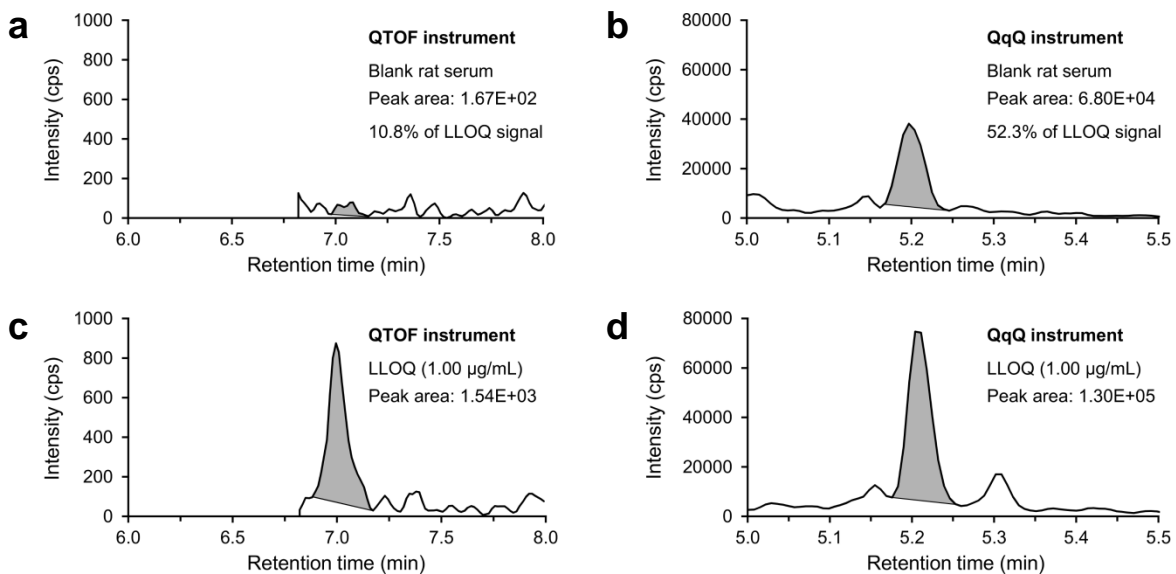 a
1000
800
600
400
200
0
Intensity (cps)
QTOF instrument
Blank rat serum
Peak area: 1.67E+02
10.8% of LLOQ signal
6.0 6.5 7.0 7.5 8.0
Retention time (min)
b
80000
60000
40000
20000
0
Intensity (cps)
QqQ instrument
Blank rat serum
Peak area: 6.80E+04
52.3% of LLOQ signal
5.0 5.1 5.2 5.3 5.4 5.5
Retention time (min)
c
1000
800
600
400
200
0
Intensity (cps)
QTOF instrument
LLOQ (1.00 µg/mL)
Peak area: 1.54E+03
6.0 6.5 7.0 7.5 8.0
Retention time (min)
d
80000
60000
40000
20000
0
Intensity (cps)
QqQ instrument
LLOQ (1.00 µg/mL)
Peak area: 1.30E+05
5.0 5.1 5.2 5.3 5.4 5.5
Retention time (min)